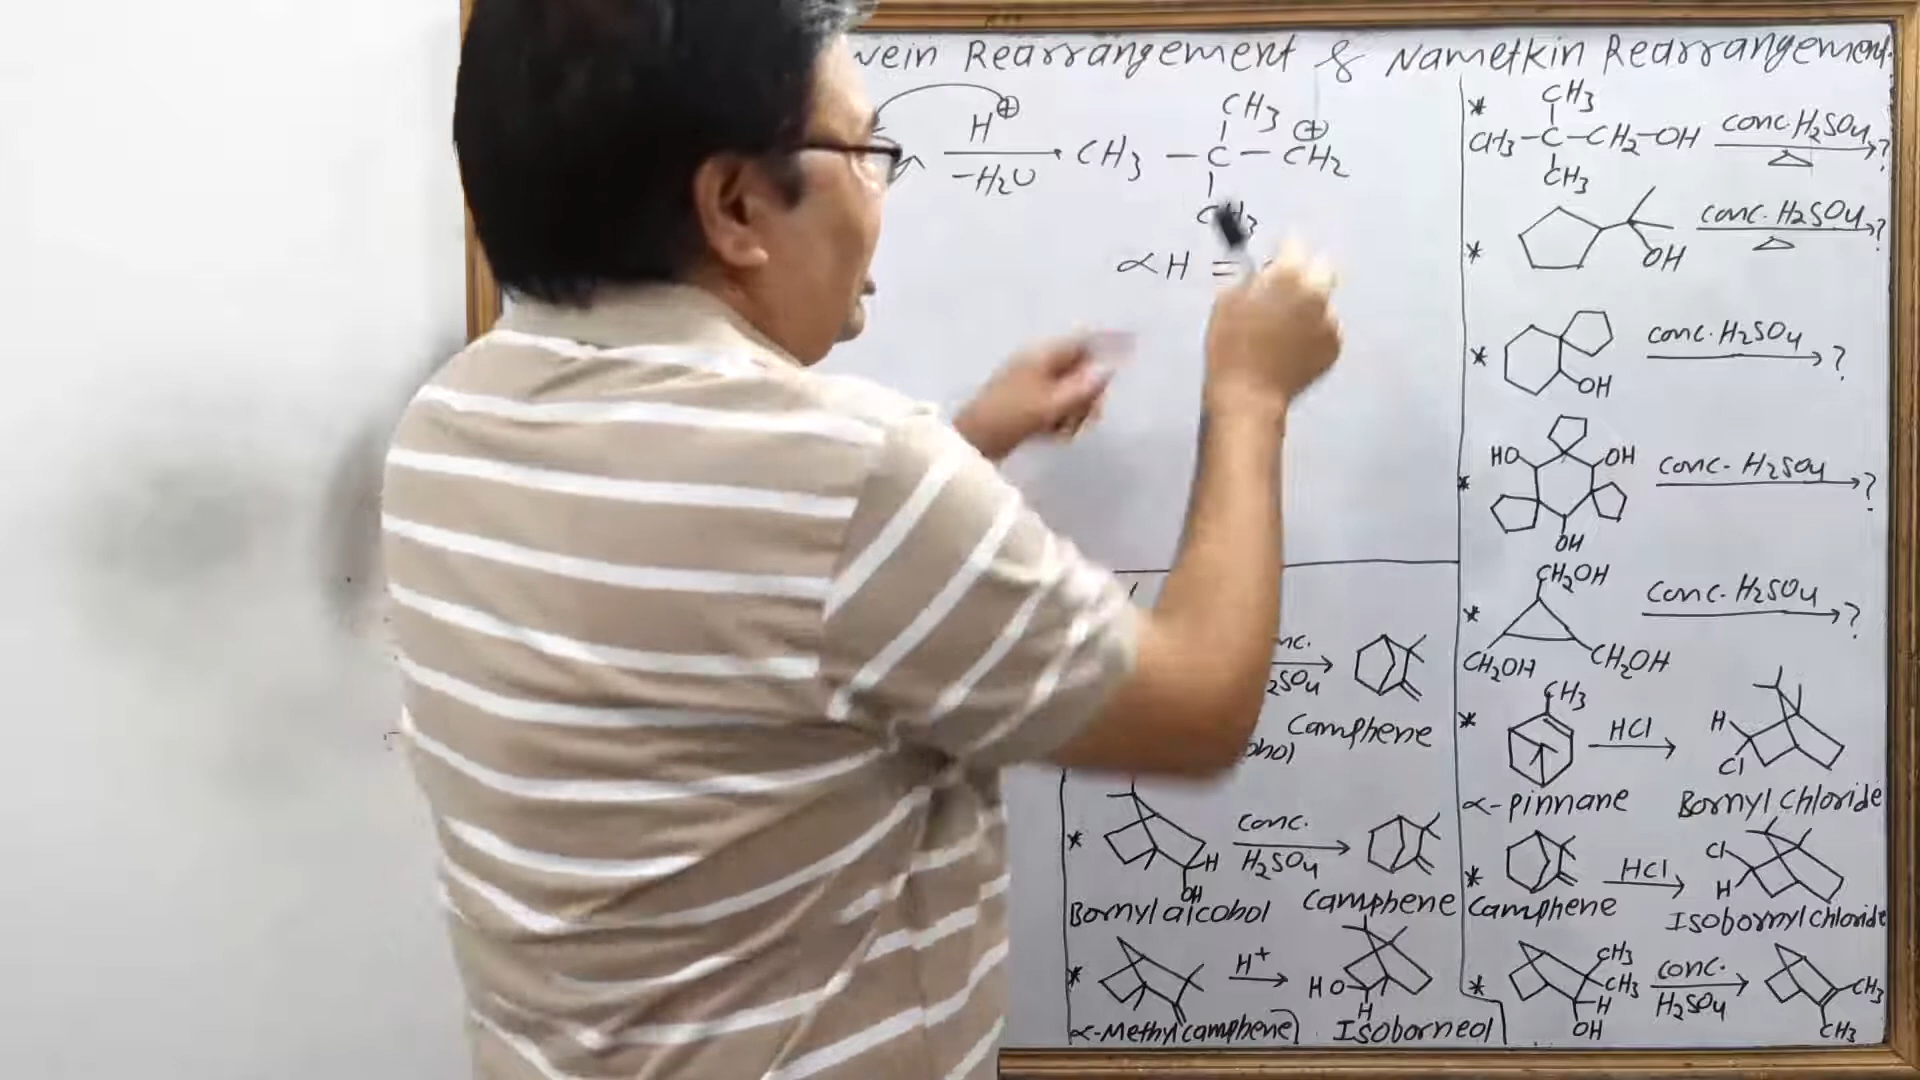 Rearrangement & Nametkin Rearrangement
H⊕
-H2O
CH3
CH3 - C - CH2 ⊕
CH3
αH =
conc.
H2SO4
Camphene
conc.
H2SO4
H
OH
Bornyl alcohol Camphene
H+
HO
H
α-Methylcamphene Isoborneol
* CH3
CH3-C-CH2-OH conc.H2SO4 △ ?
CH3
* OH conc. H2SO4 △ ?
* OH conc. H2SO4 ?
* HO OH conc. H2SO4 ?
OH
CH2OH
* conc. H2SO4 ?
CH2OH CH2OH
* CH3 HCl H
Cl
α-pinnane Bornyl chloride
* HCl Cl
H
Camphene Isobornyl chloride
* CH3
CH3
H
OH
conc.
H2SO4
CH3
CH3